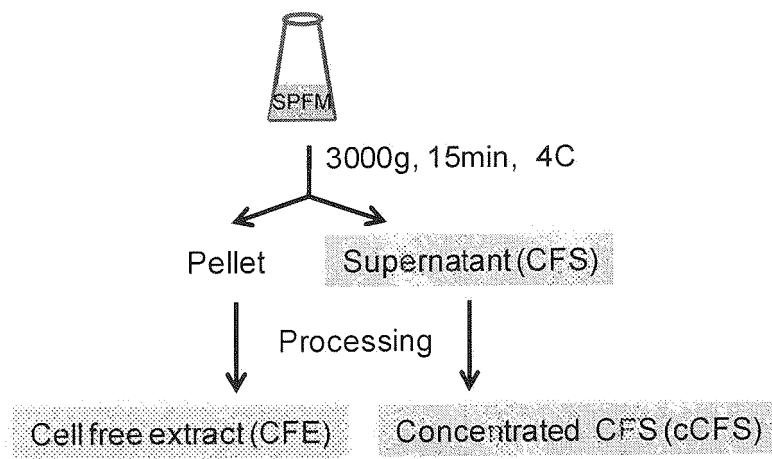 SPFM
3000g, 15min, 4C
Pellet
Supernatant (CFS)
Processing
Cell free extract (CFE)
Concentrated CFS (cCFS)